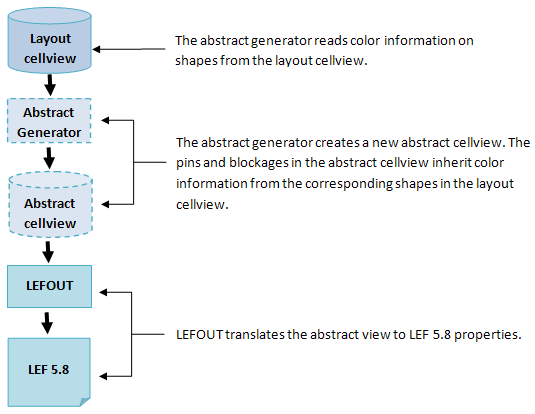 Layout
cellview
The abstract generator reads color information on
shapes from the layout cellview.
Abstract
Generator
The abstract generator creates a new abstract cellview. The
pins and blockages in the abstract cellview inherit color
information from the corresponding shapes in the layout
cellview.
Abstract
cellview
LEFOUT
LEFOUT translates the abstract view to LEF 5.8 properties.
LEF 5.8